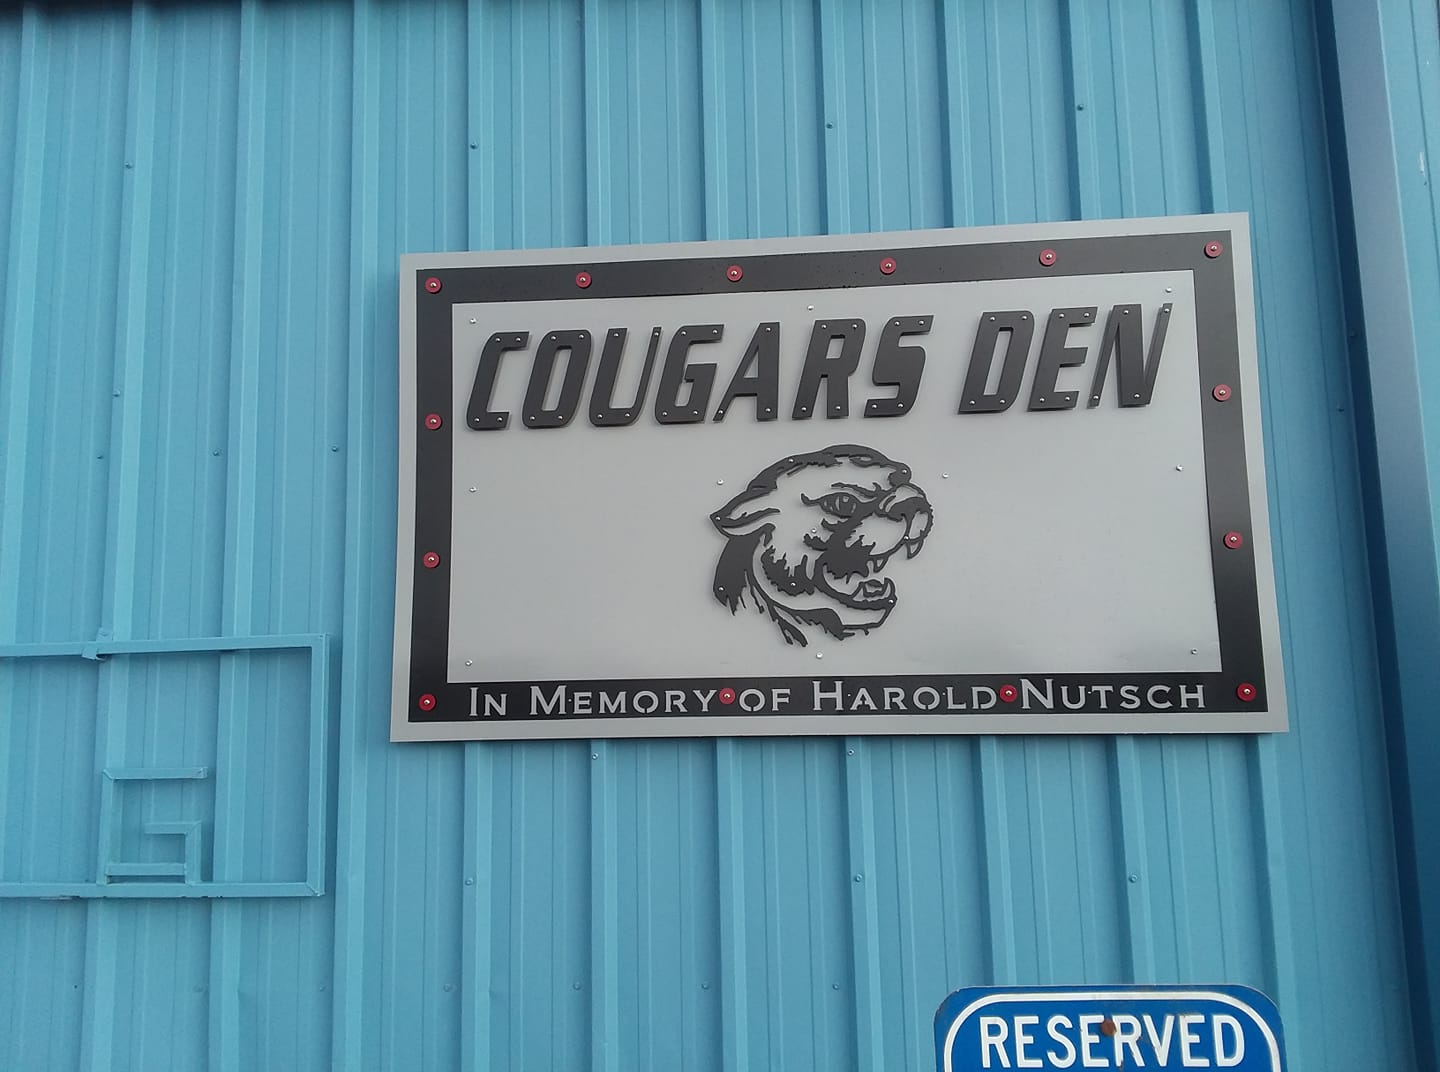 COUGARS DEN
IN MEMORY OF HAROLD NUTSCH
G
RESERVED